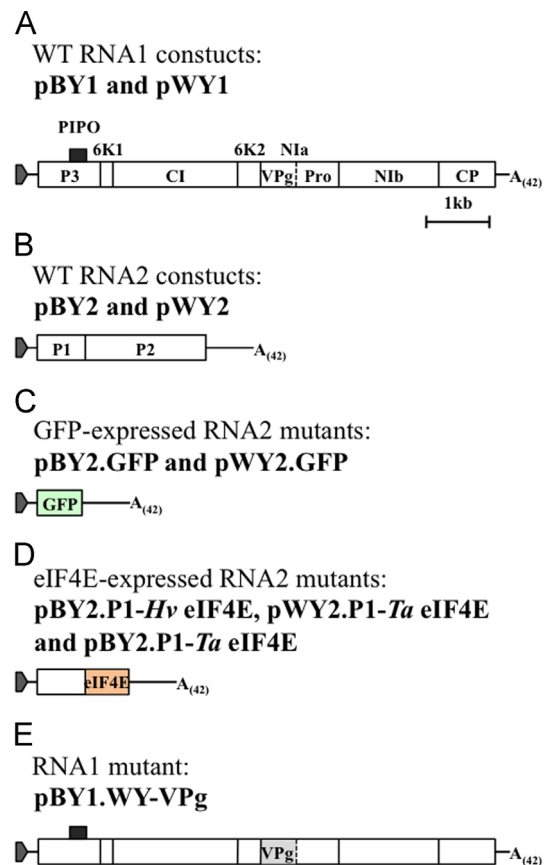 A
WT RNA1 constucts:
pBY1 and pWY1
PIPO
6K1 6K2 NIa
P3 CI VPg Pro NIb CP A(42)
1kb
B
WT RNA2 constucts:
pBY2 and pWY2
P1 P2 A(42)
C
GFP-expressed RNA2 mutants:
pBY2.GFP and pWY2.GFP
GFP A(42)
D
eIF4E-expressed RNA2 mutants:
pBY2.P1-Hv eIF4E, pWY2.P1-Ta eIF4E
and pBY2.P1-Ta eIF4E
eIF4E A(42)
E
RNA1 mutant:
pBY1.WY-VPg
VPg A(42)